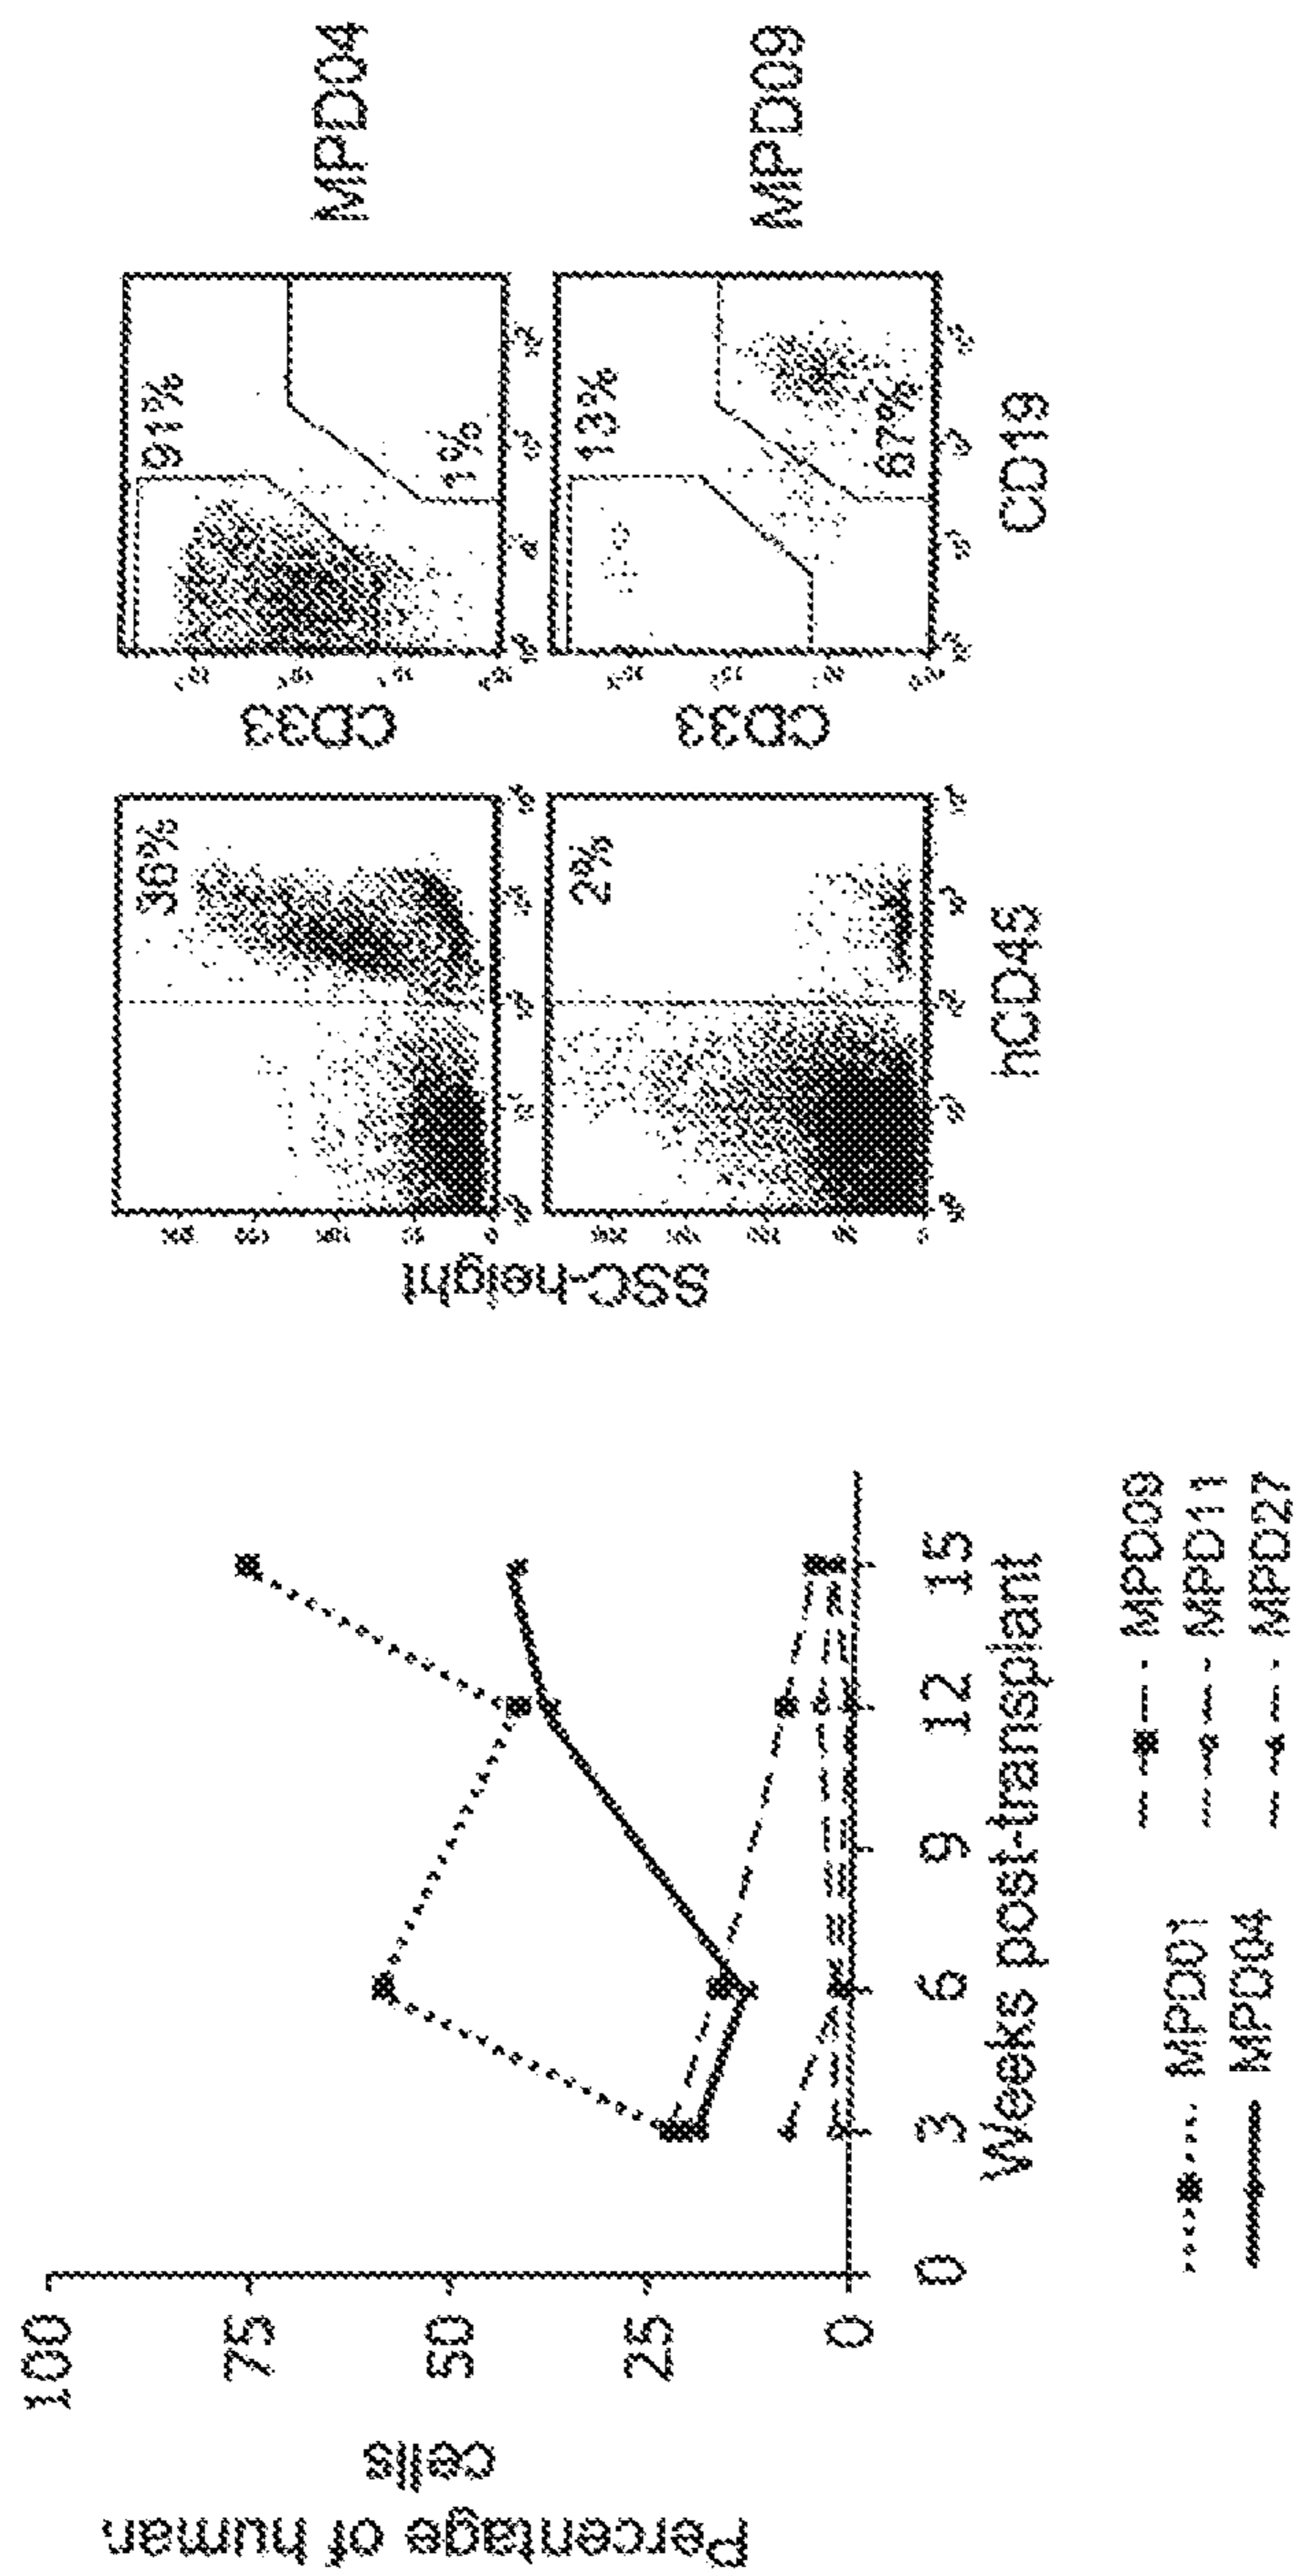 Percentage of human
cells
100
75
50
25
0
0
3
6
9
12
15
Weeks post-transplant
MPD01
MPD04
MPD09
MPD11
MPD27
SSC-height
36%
2%
hCD45
CD33
91%
1%
MPD04
CD33
13%
67%
MPD09
CD19